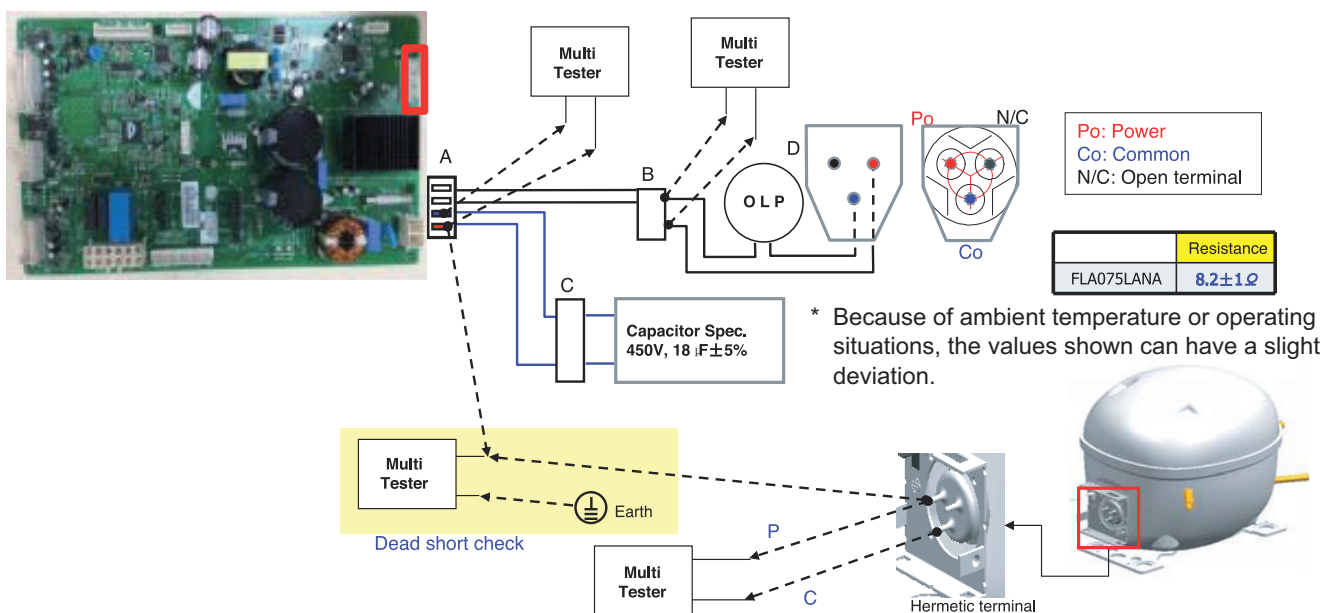 Multi
Tester
Multi
Tester
Po
N/C
A
B
D
O L P
Co
Po: Power
Co: Common
N/C: Open terminal
Resistance
FLA075LANA
8.2±1Ω
C
Capacitor Spec.
450V, 18 μF±5%
* Because of ambient temperature or operating
situations, the values shown can have a slight
deviation.
Multi
Tester
Earth
Dead short check
P
Multi
Tester
C
Hermetic terminal